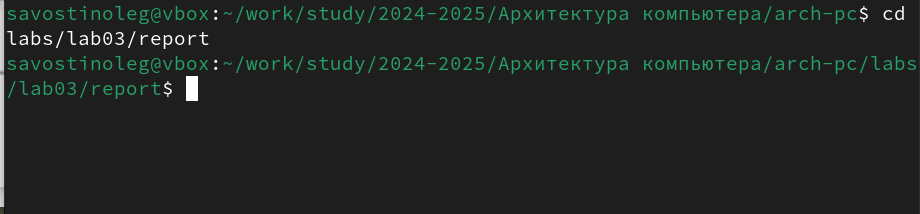 savostinoleg@vbox:~/work/study/2024-2025/Архитектура компьютера/arch-pc$ cd
labs/lab03/report
savostinoleg@vbox:~/work/study/2024-2025/Архитектура компьютера/arch-pc/labs
/lab03/report$